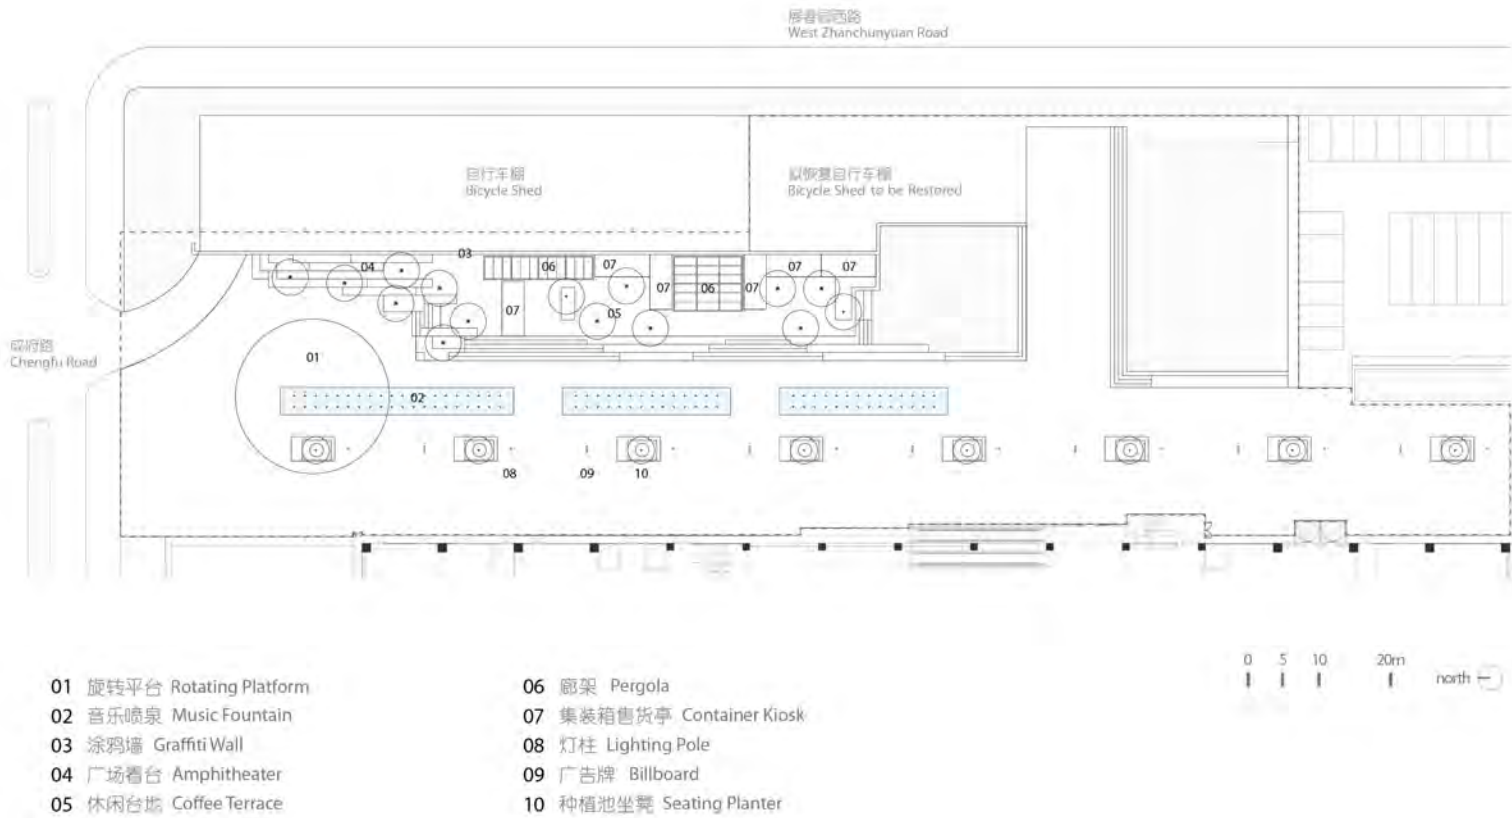 展春园西路
West Zhanchunyuan Road
自行车棚
Bicycle Shed
拟恢复自行车棚
Bicycle Shed to be Restored
03
04
06
07
07
07
07
06
07
07
05
成府路
Chengfu Road
01
02
08
09
10
0 5 10 20m
north
01 旋转平台 Rotating Platform
02 音乐喷泉 Music Fountain
03 涂鸦墙 Graffiti Wall
04 广场看台 Amphitheater
05 休闲台地 Coffee Terrace
06 廊架 Pergola
07 集装箱售货亭 Container Kiosk
08 灯柱 Lighting Pole
09 广告牌 Billboard
10 种植池坐凳 Seating Planter